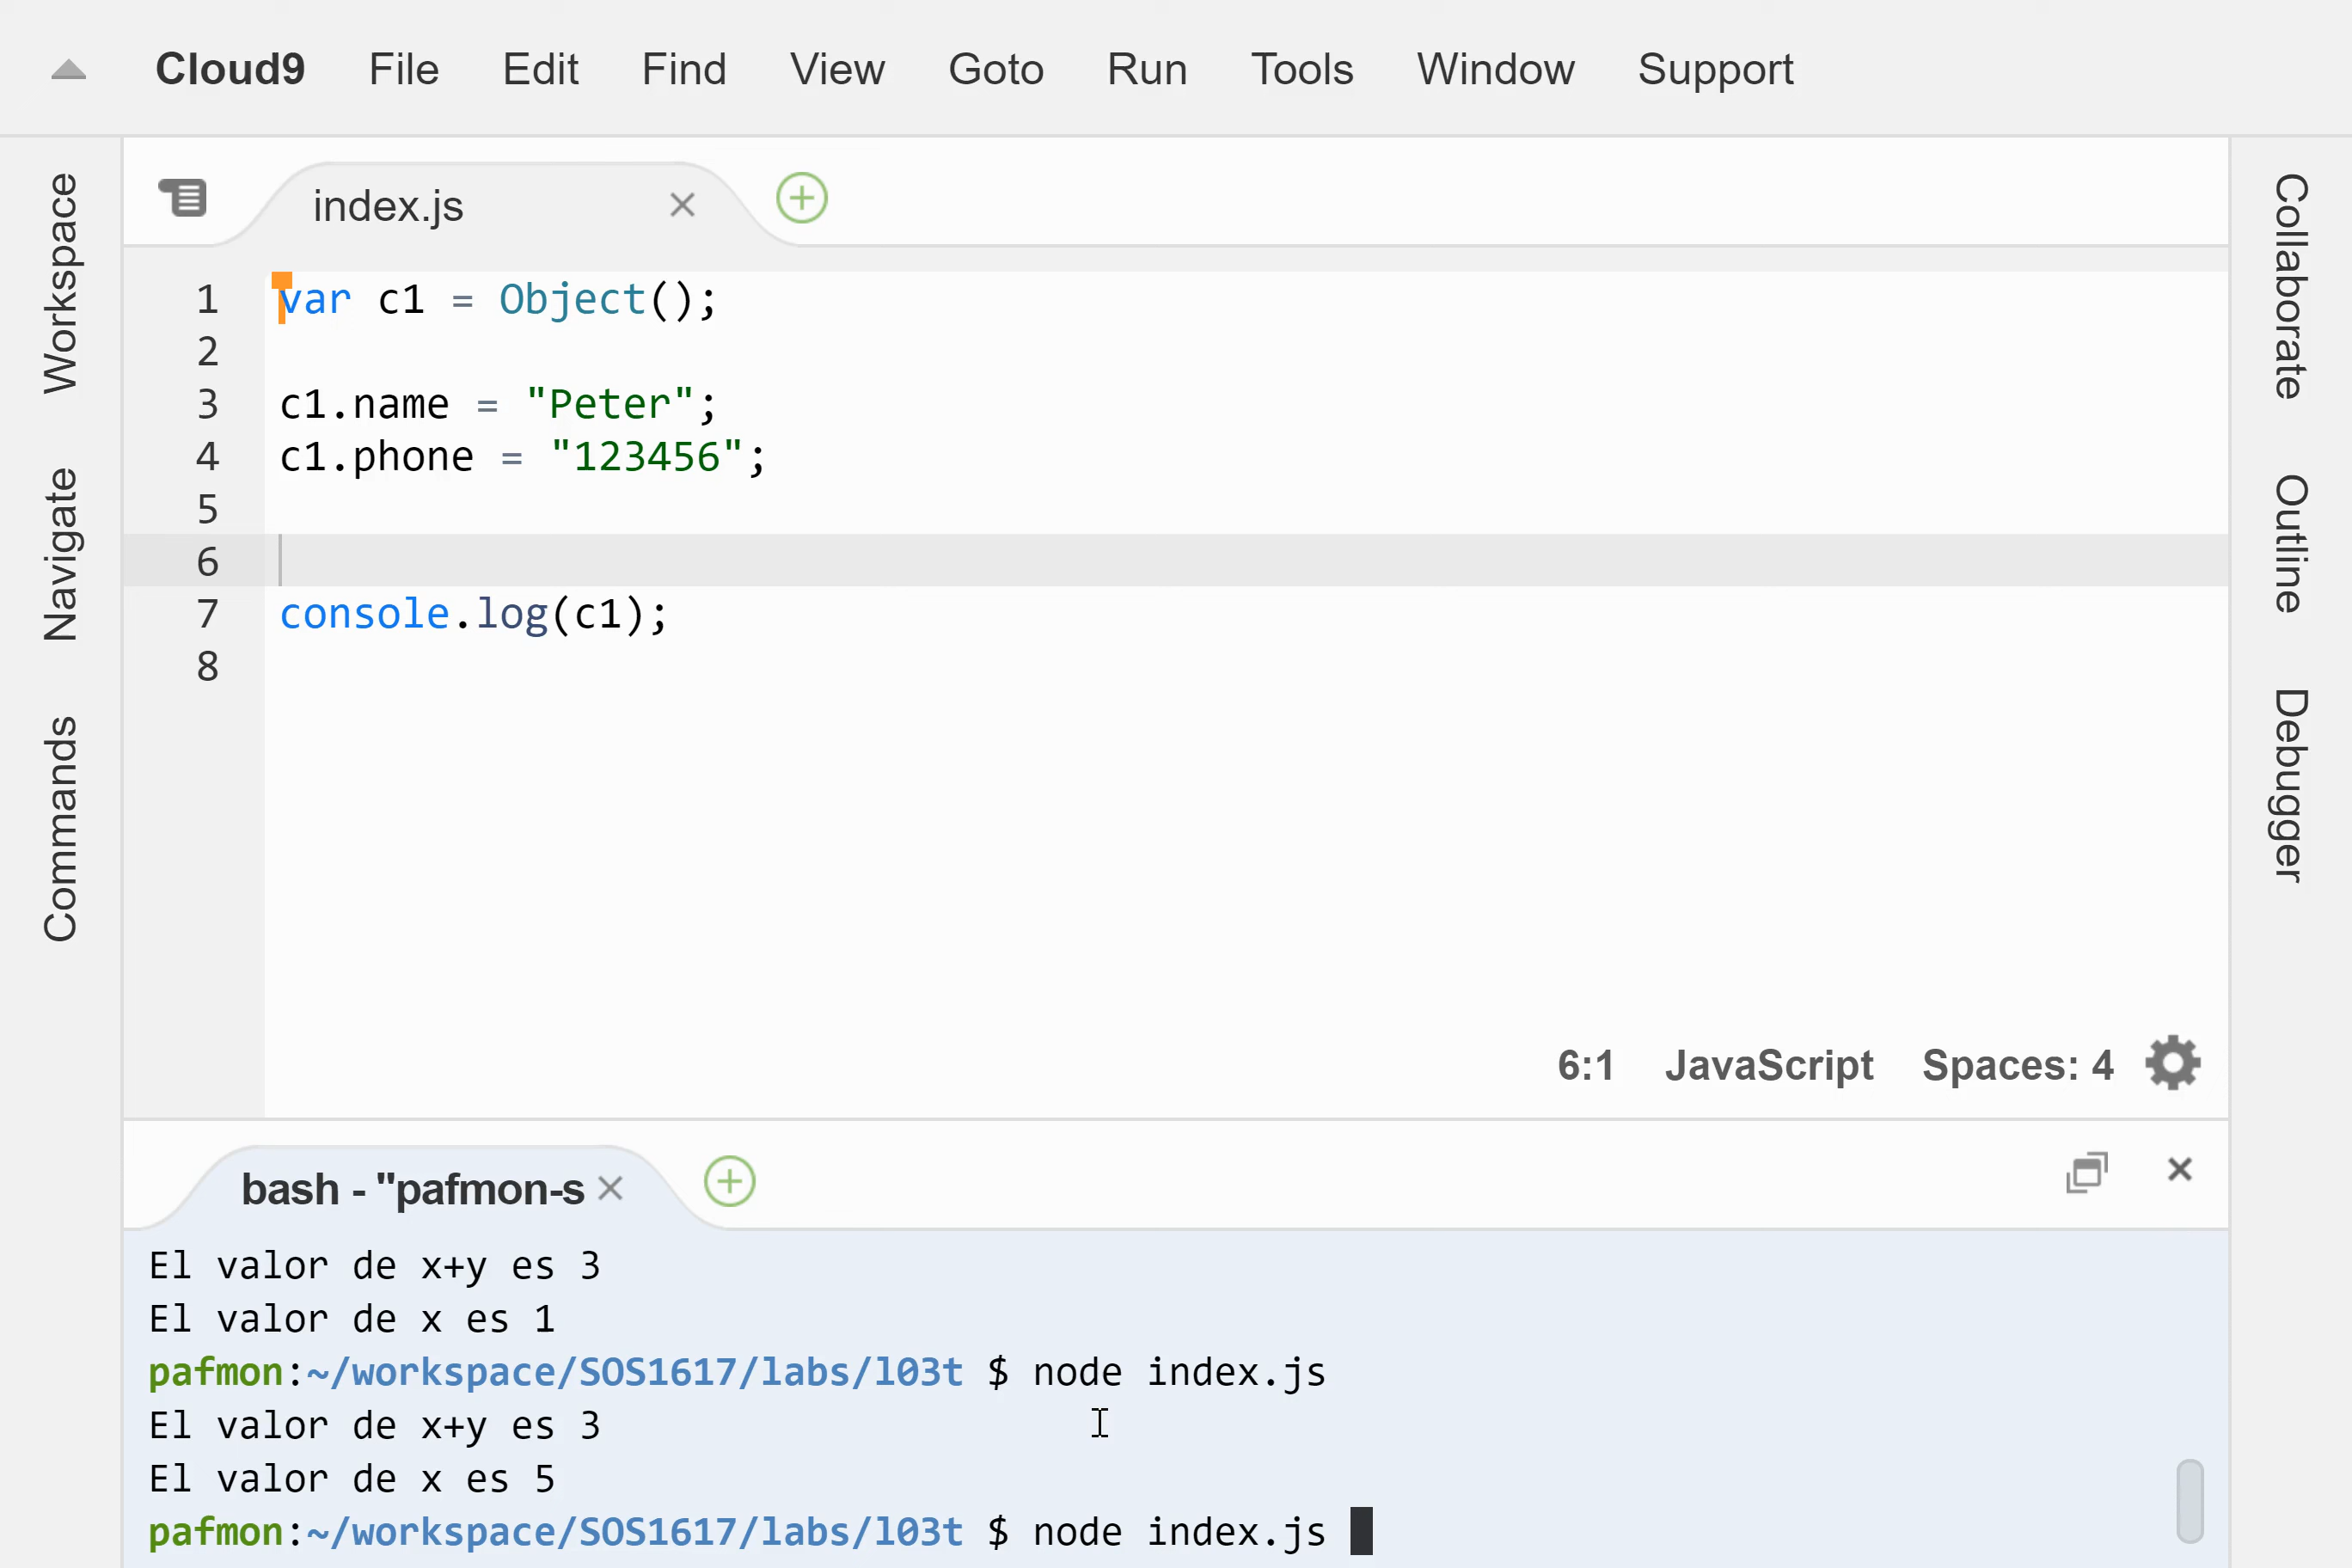 Cloud9 File Edit Find View Goto Run Tools Window Support
Workspace
Navigate
Commands
index.js
1 var c1 = Object();
2
3 c1.name = "Peter";
4 c1.phone = "123456";
5
6
7 console.log(c1);
8
6:1 JavaScript Spaces: 4
Collaborate
Outline
Debugger
bash - "pafmon-s
El valor de x+y es 3
El valor de x es 1
pafmon:~/workspace/SOS1617/labs/l03t $ node index.js
El valor de x+y es 3
El valor de x es 5
pafmon:~/workspace/SOS1617/labs/l03t $ node index.js